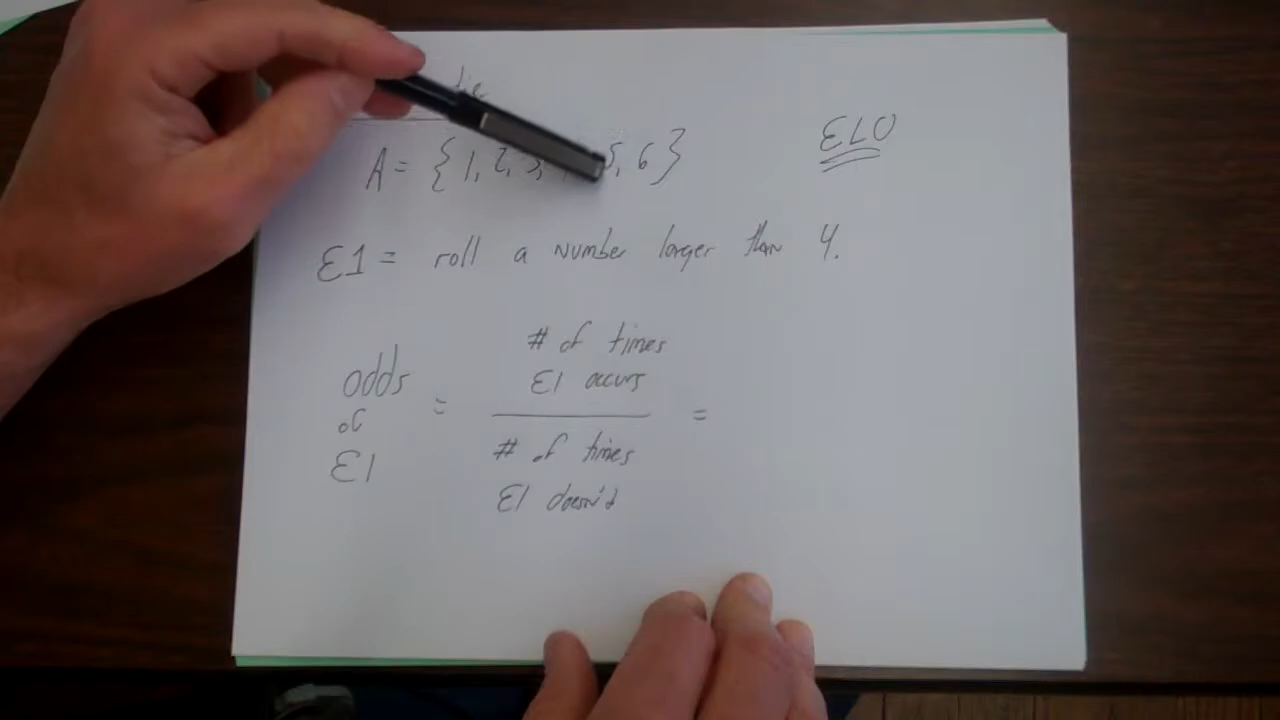 die
A = { 1, 2, 3, 5, 6 }
ELO
E1 = roll a number larger than 4.
odds
of
E1
=
# of times
E1 occurs
# of times
E1 doesn't
=